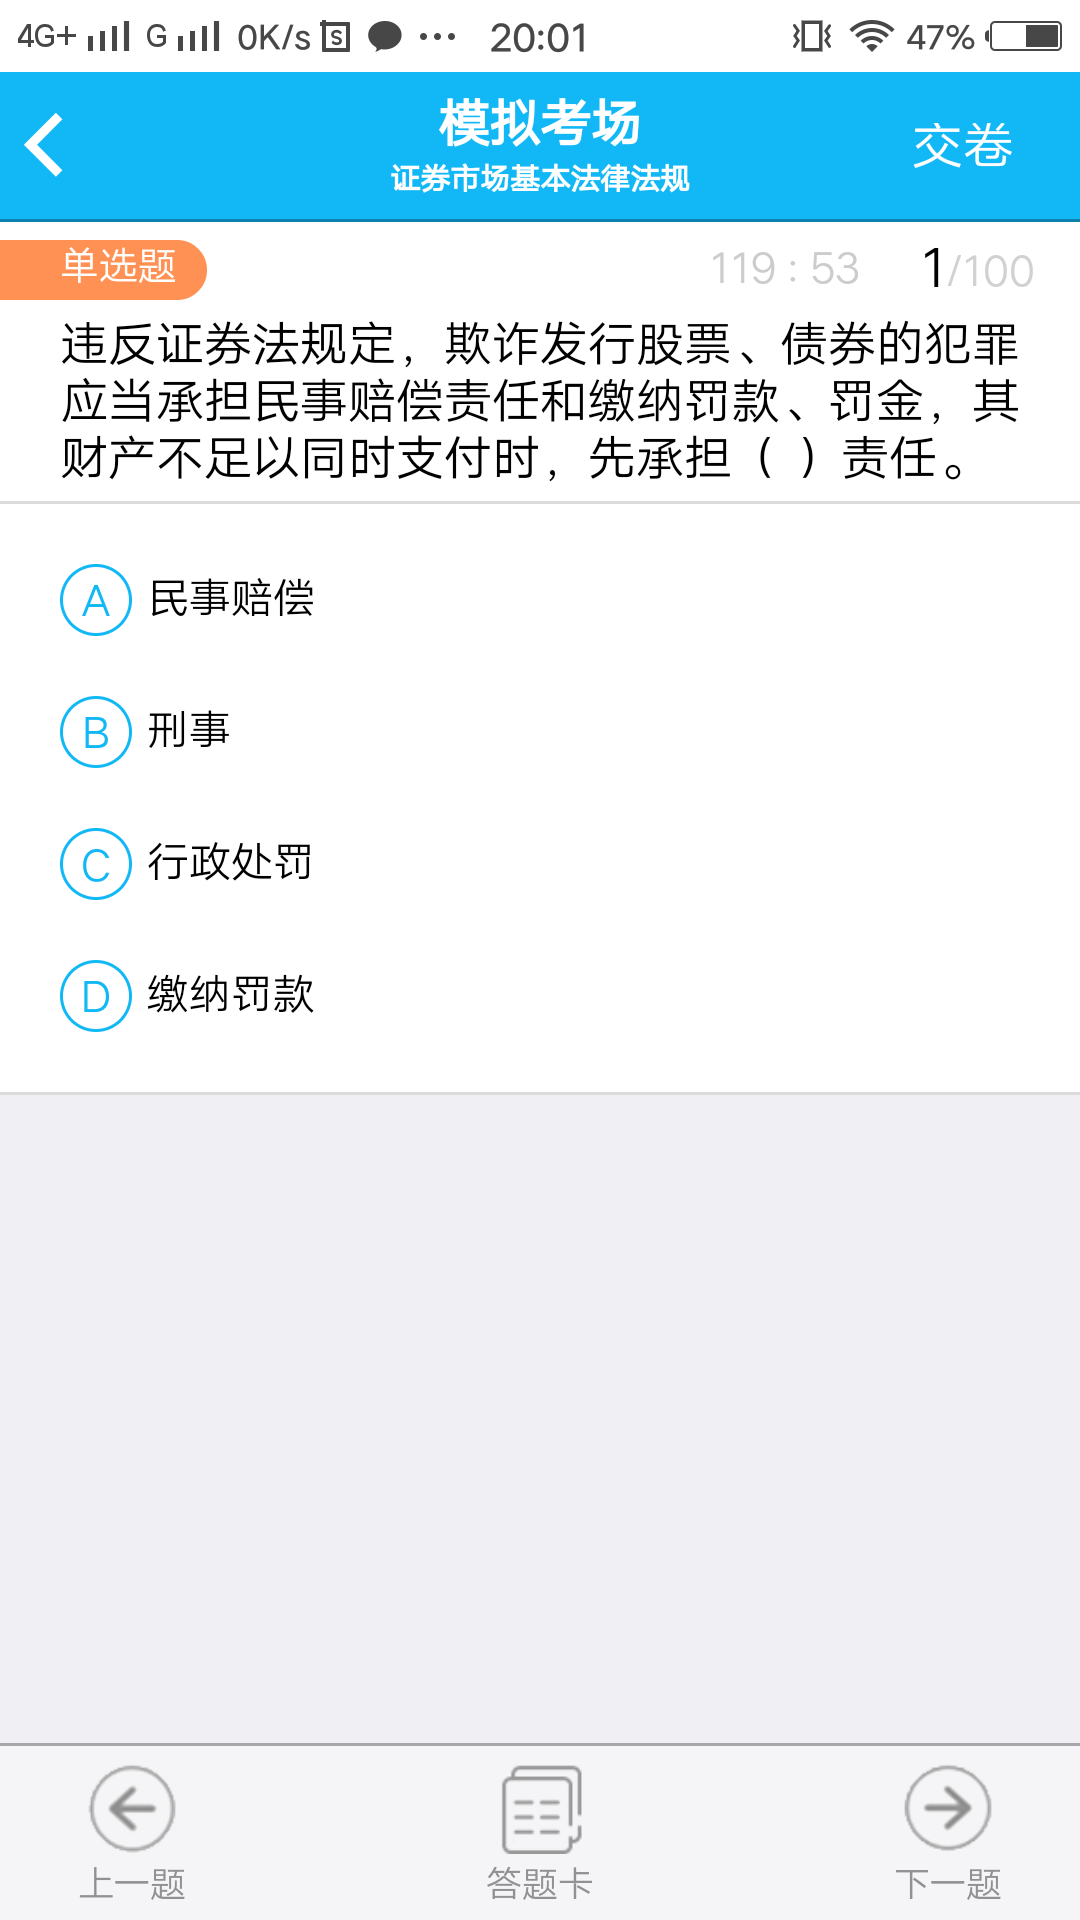 4G+ G 0K/s S ··· 20:01 47%
模拟考场
证券市场基本法律法规
交卷
单选题 119 : 53 1/100
违反证券法规定，欺诈发行股票、债券的犯罪
应当承担民事赔偿责任和缴纳罚款、罚金，其
财产不足以同时支付时，先承担（ ）责任。
A 民事赔偿
B 刑事
C 行政处罚
D 缴纳罚款
上一题 答题卡 下一题